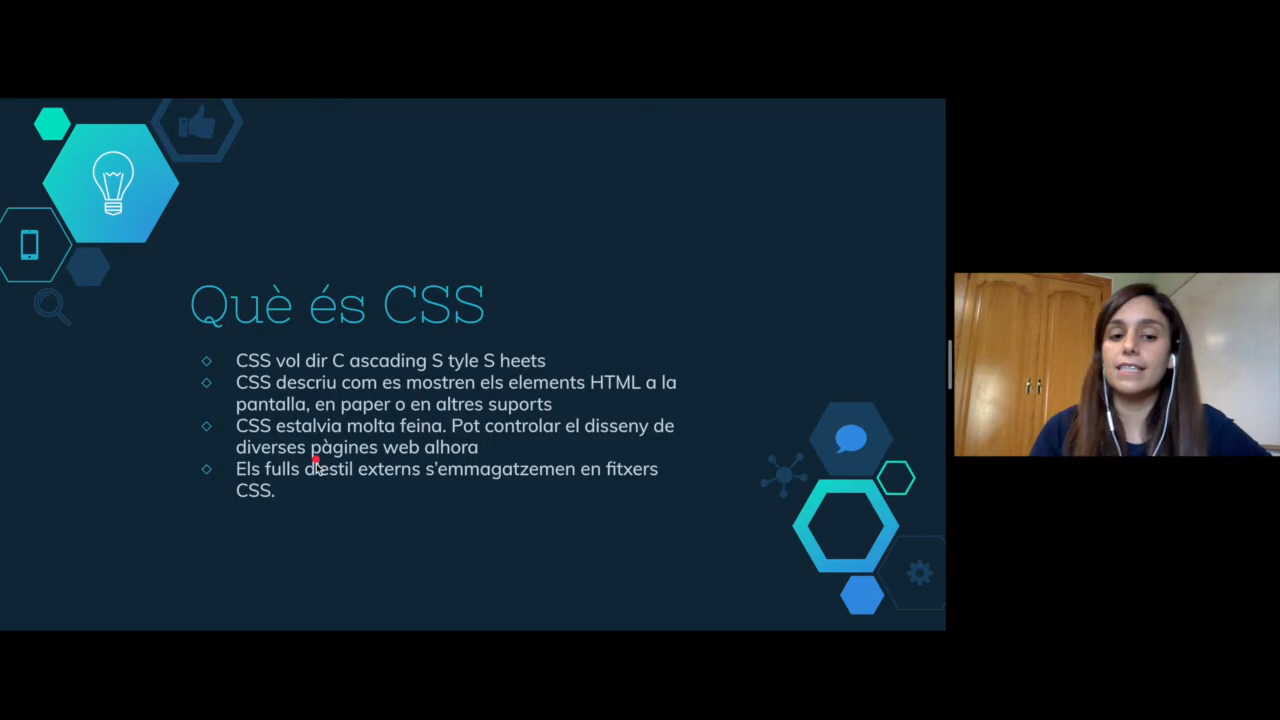 Què és CSS
CSS vol dir C ascading S tyle S heets
CSS descriu com es mostren els elements HTML a la
pantalla, en paper o en altres suports
CSS estalvia molta feina. Pot controlar el disseny de
diverses pàgines web alhora
Els fulls d'estil externs s’emmagatzemen en fitxers
CSS.